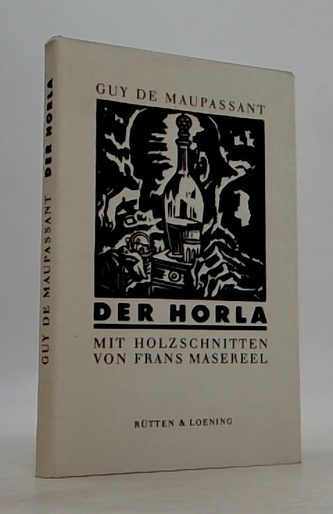 GUY DE MAUPASSANT
DER HORLA
MIT HOLZSCHNITTEN
VON FRANS MASEREEL
RÜTTEN & LOENING
GUY DE MAUPASSANT DER HORLA